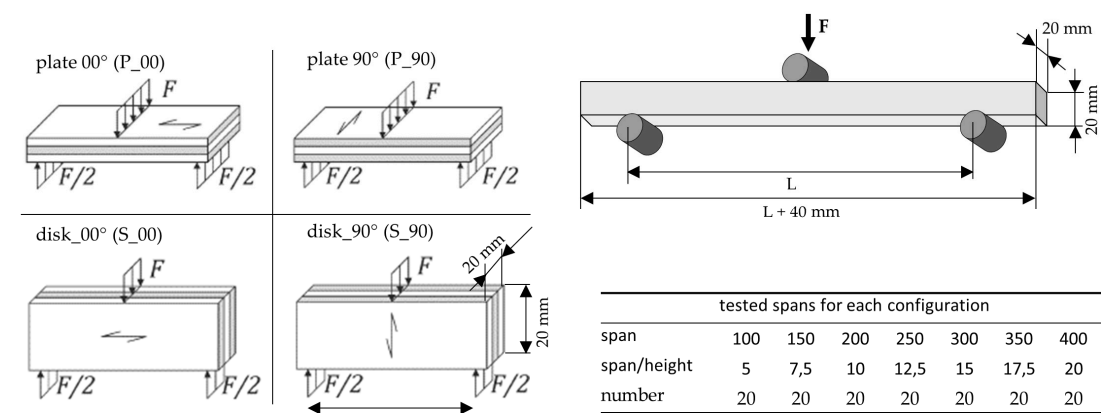 plate 00° (P_00)
F
F/2
F/2
plate 90° (P_90)
F
F/2
F/2
disk_00° (S_00)
F
F/2
F/2
disk_90° (S_90)
F
20 mm
20 mm
F/2
F/2
F
20 mm
20 mm
L
L + 40 mm
tested spans for each configuration
span 100 150 200 250 300 350 400
span/height 5 7,5 10 12,5 15 17,5 20
number 20 20 20 20 20 20 20